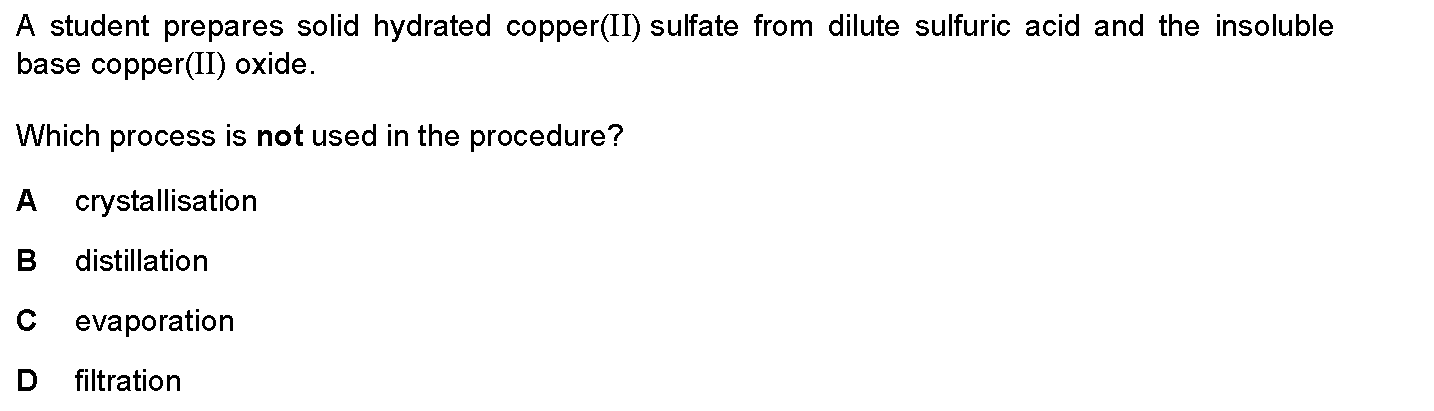 A student prepares solid hydrated copper(II) sulfate from dilute sulfuric acid and the insoluble
base copper(II) oxide.
Which process is not used in the procedure?
A crystallisation
B distillation
C evaporation
D filtration